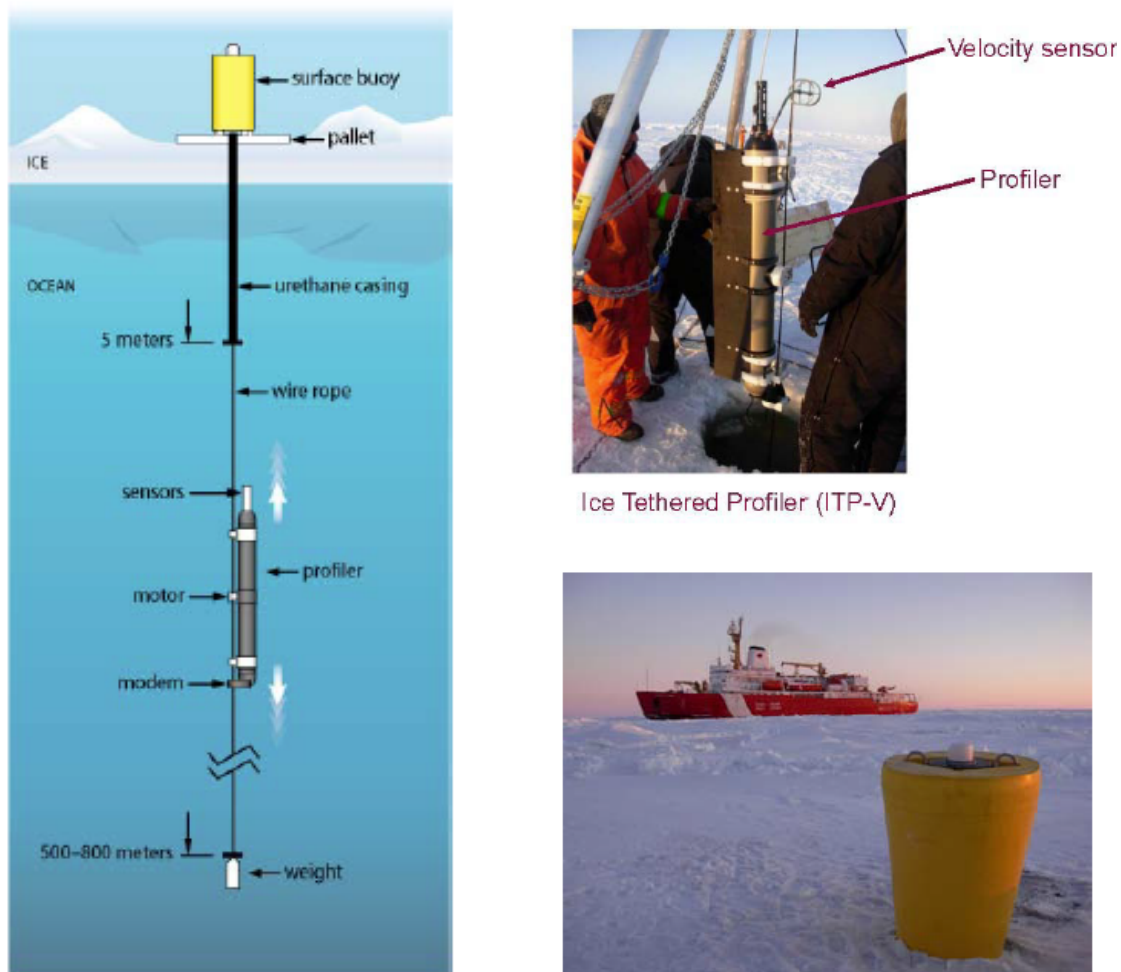 surface buoy
pallet
ICE
OCEAN
urethane casing
5 meters
wire rope
sensors
profiler
motor
modem
500–800 meters
weight
Velocity sensor
Profiler
Ice Tethered Profiler (ITP-V)